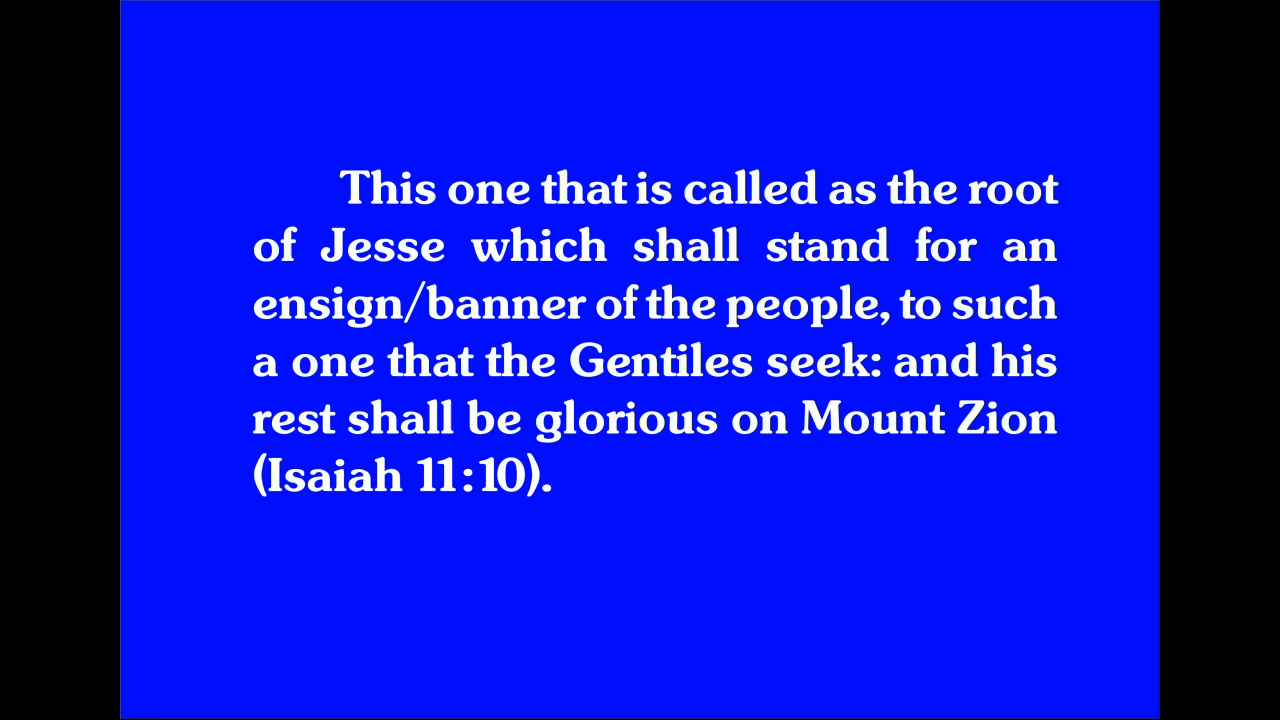 This one that is called as the root
of Jesse which shall stand for an
ensign/banner of the people, to such
a one that the Gentiles seek: and his
rest shall be glorious on Mount Zion
(Isaiah 11:10).